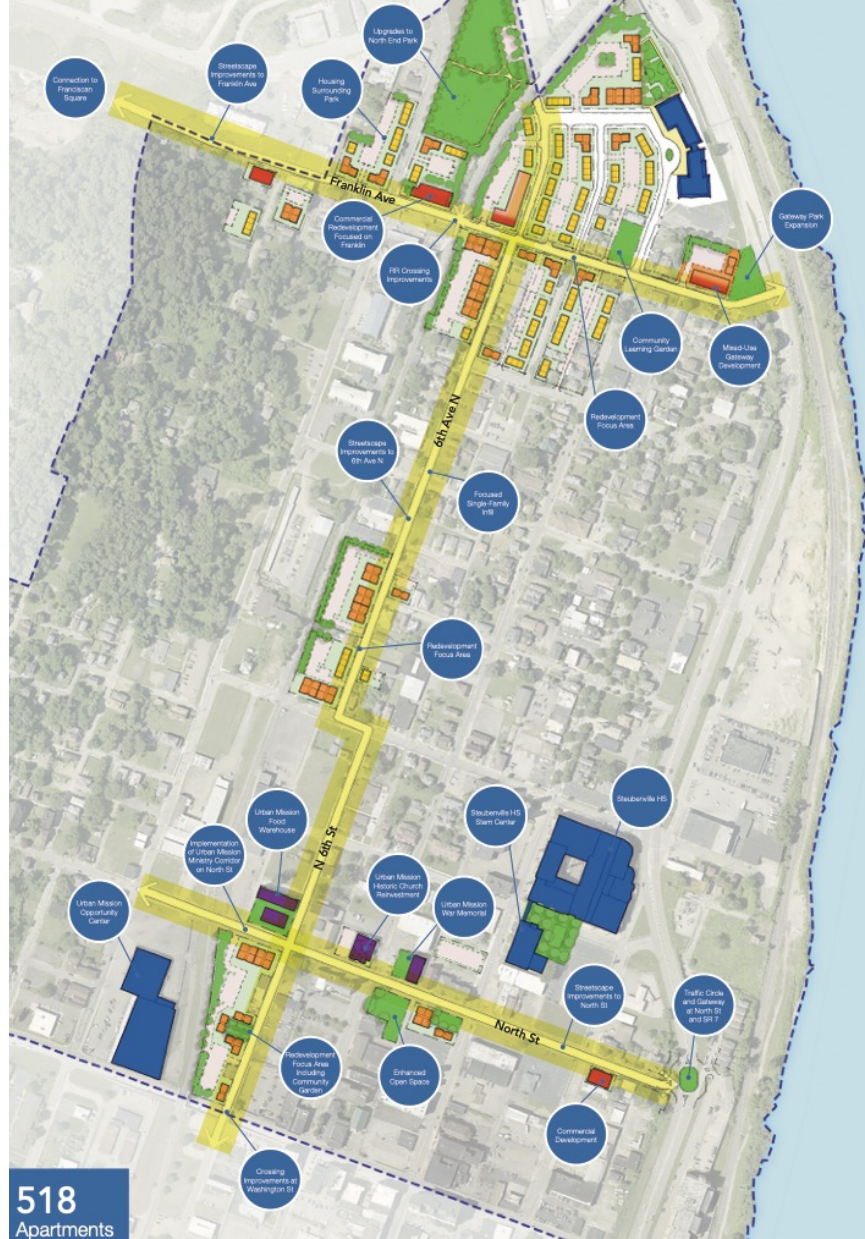 Upgrades to
North End Park
Streetscape
Improvements to
Franklin Ave
Connection to
Franciscan
Square
Housing
Surrounding
Park
Franklin Ave
Commercial
Redevelopment
Focused on
Franklin
RR Crossing
Improvements
Gateway Park
Expansion
Community
Learning Garden
Mixed-Use
Gateway
Development
Redevelopment
Focus Area
6th Ave N
Streetscape
Improvements to
6th Ave N
Focused
Single-Family
Infill
Redevelopment
Focus Area
Steubenville HS
Steubenville HS
Stem Center
Urban Mission
Food
Warehouse
N 6th St
Implementation
of Urban Mission
Ministry Corridor
on North St
Urban Mission
Historic Church
Reinvestment
Urban Mission
War Memorial
Urban Mission
Opportunity
Center
Streetscape
Improvements to
North St
Traffic Circle
and Gateway
at North St
and SR 7
North St
Redevelopment
Focus Area
Including
Community
Garden
Enhanced
Open Space
Commercial
Development
Crossing
Improvements at
Washington St
518
Apartments